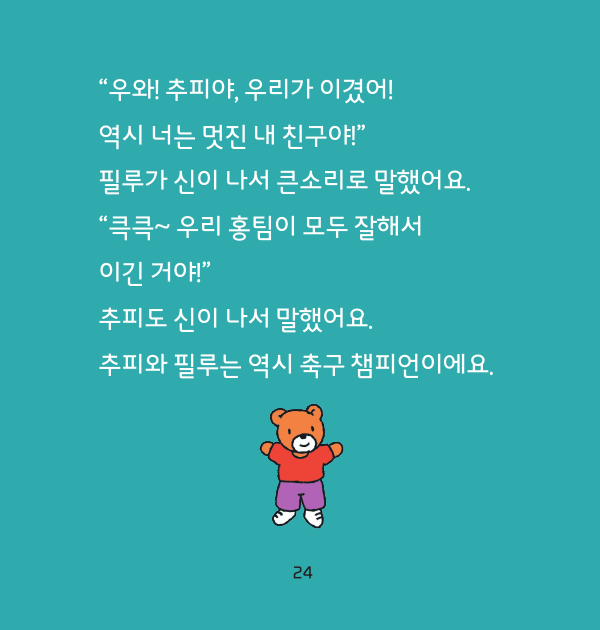 “우와! 추피야, 우리가 이겼어!
역시 너는 멋진 내 친구야!”
필루가 신이 나서 큰소리로 말했어요.
“큭큭~ 우리 홍팀이 모두 잘해서
이긴 거야!”
추피도 신이 나서 말했어요.
추피와 필루는 역시 축구 챔피언이에요.
24